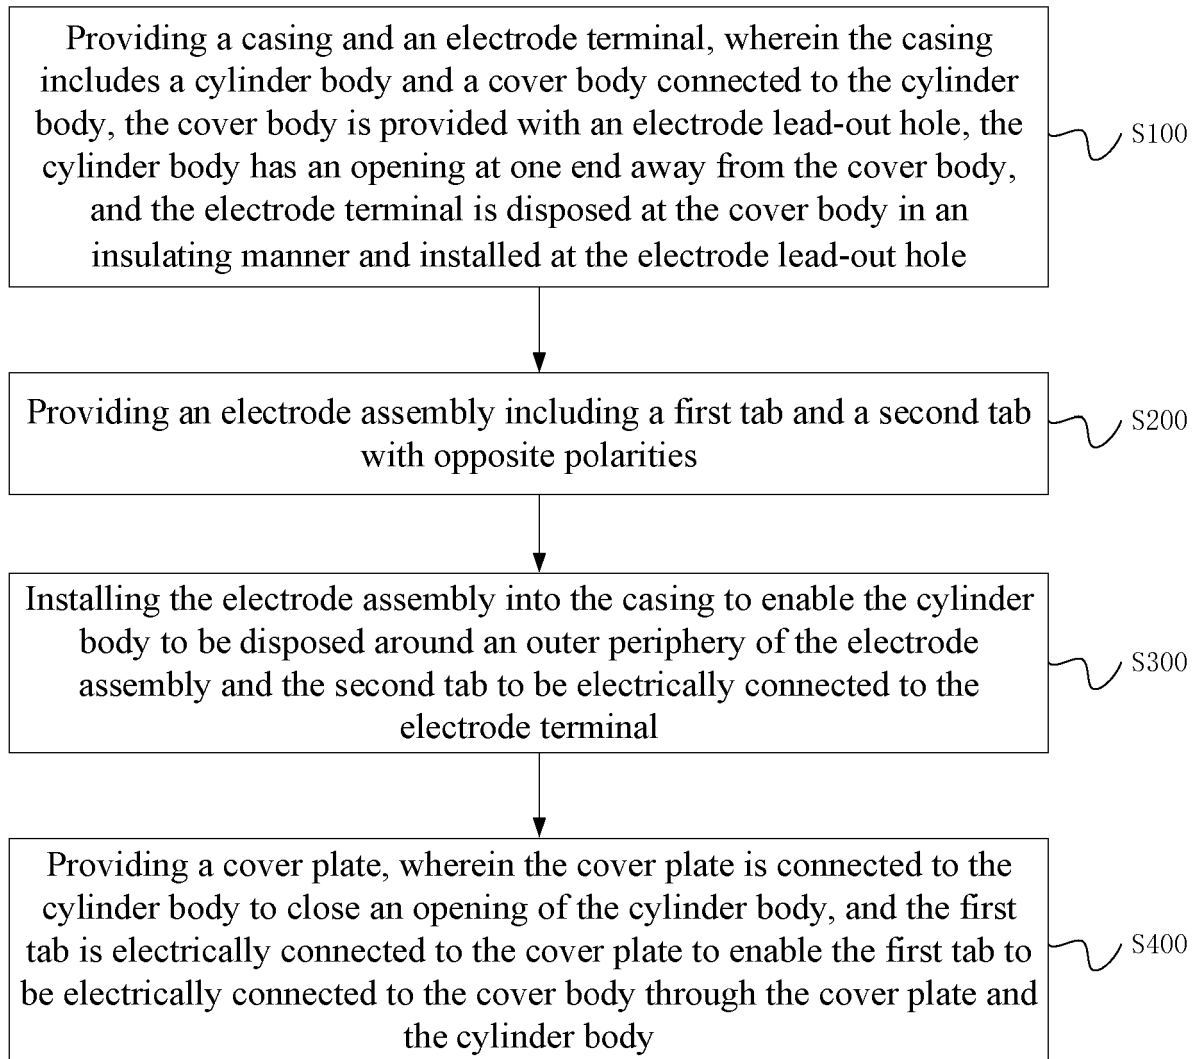 Providing a casing and an electrode terminal, wherein the casing
includes a cylinder body and a cover body connected to the cylinder
body, the cover body is provided with an electrode lead-out hole, the
cylinder body has an opening at one end away from the cover body,
and the electrode terminal is disposed at the cover body in an
insulating manner and installed at the electrode lead-out hole
S100
Providing an electrode assembly including a first tab and a second tab
with opposite polarities
S200
Installing the electrode assembly into the casing to enable the cylinder
body to be disposed around an outer periphery of the electrode
assembly and the second tab to be electrically connected to the
electrode terminal
S300
Providing a cover plate, wherein the cover plate is connected to the
cylinder body to close an opening of the cylinder body, and the first
tab is electrically connected to the cover plate to enable the first tab to
be electrically connected to the cover body through the cover plate and
the cylinder body
S400